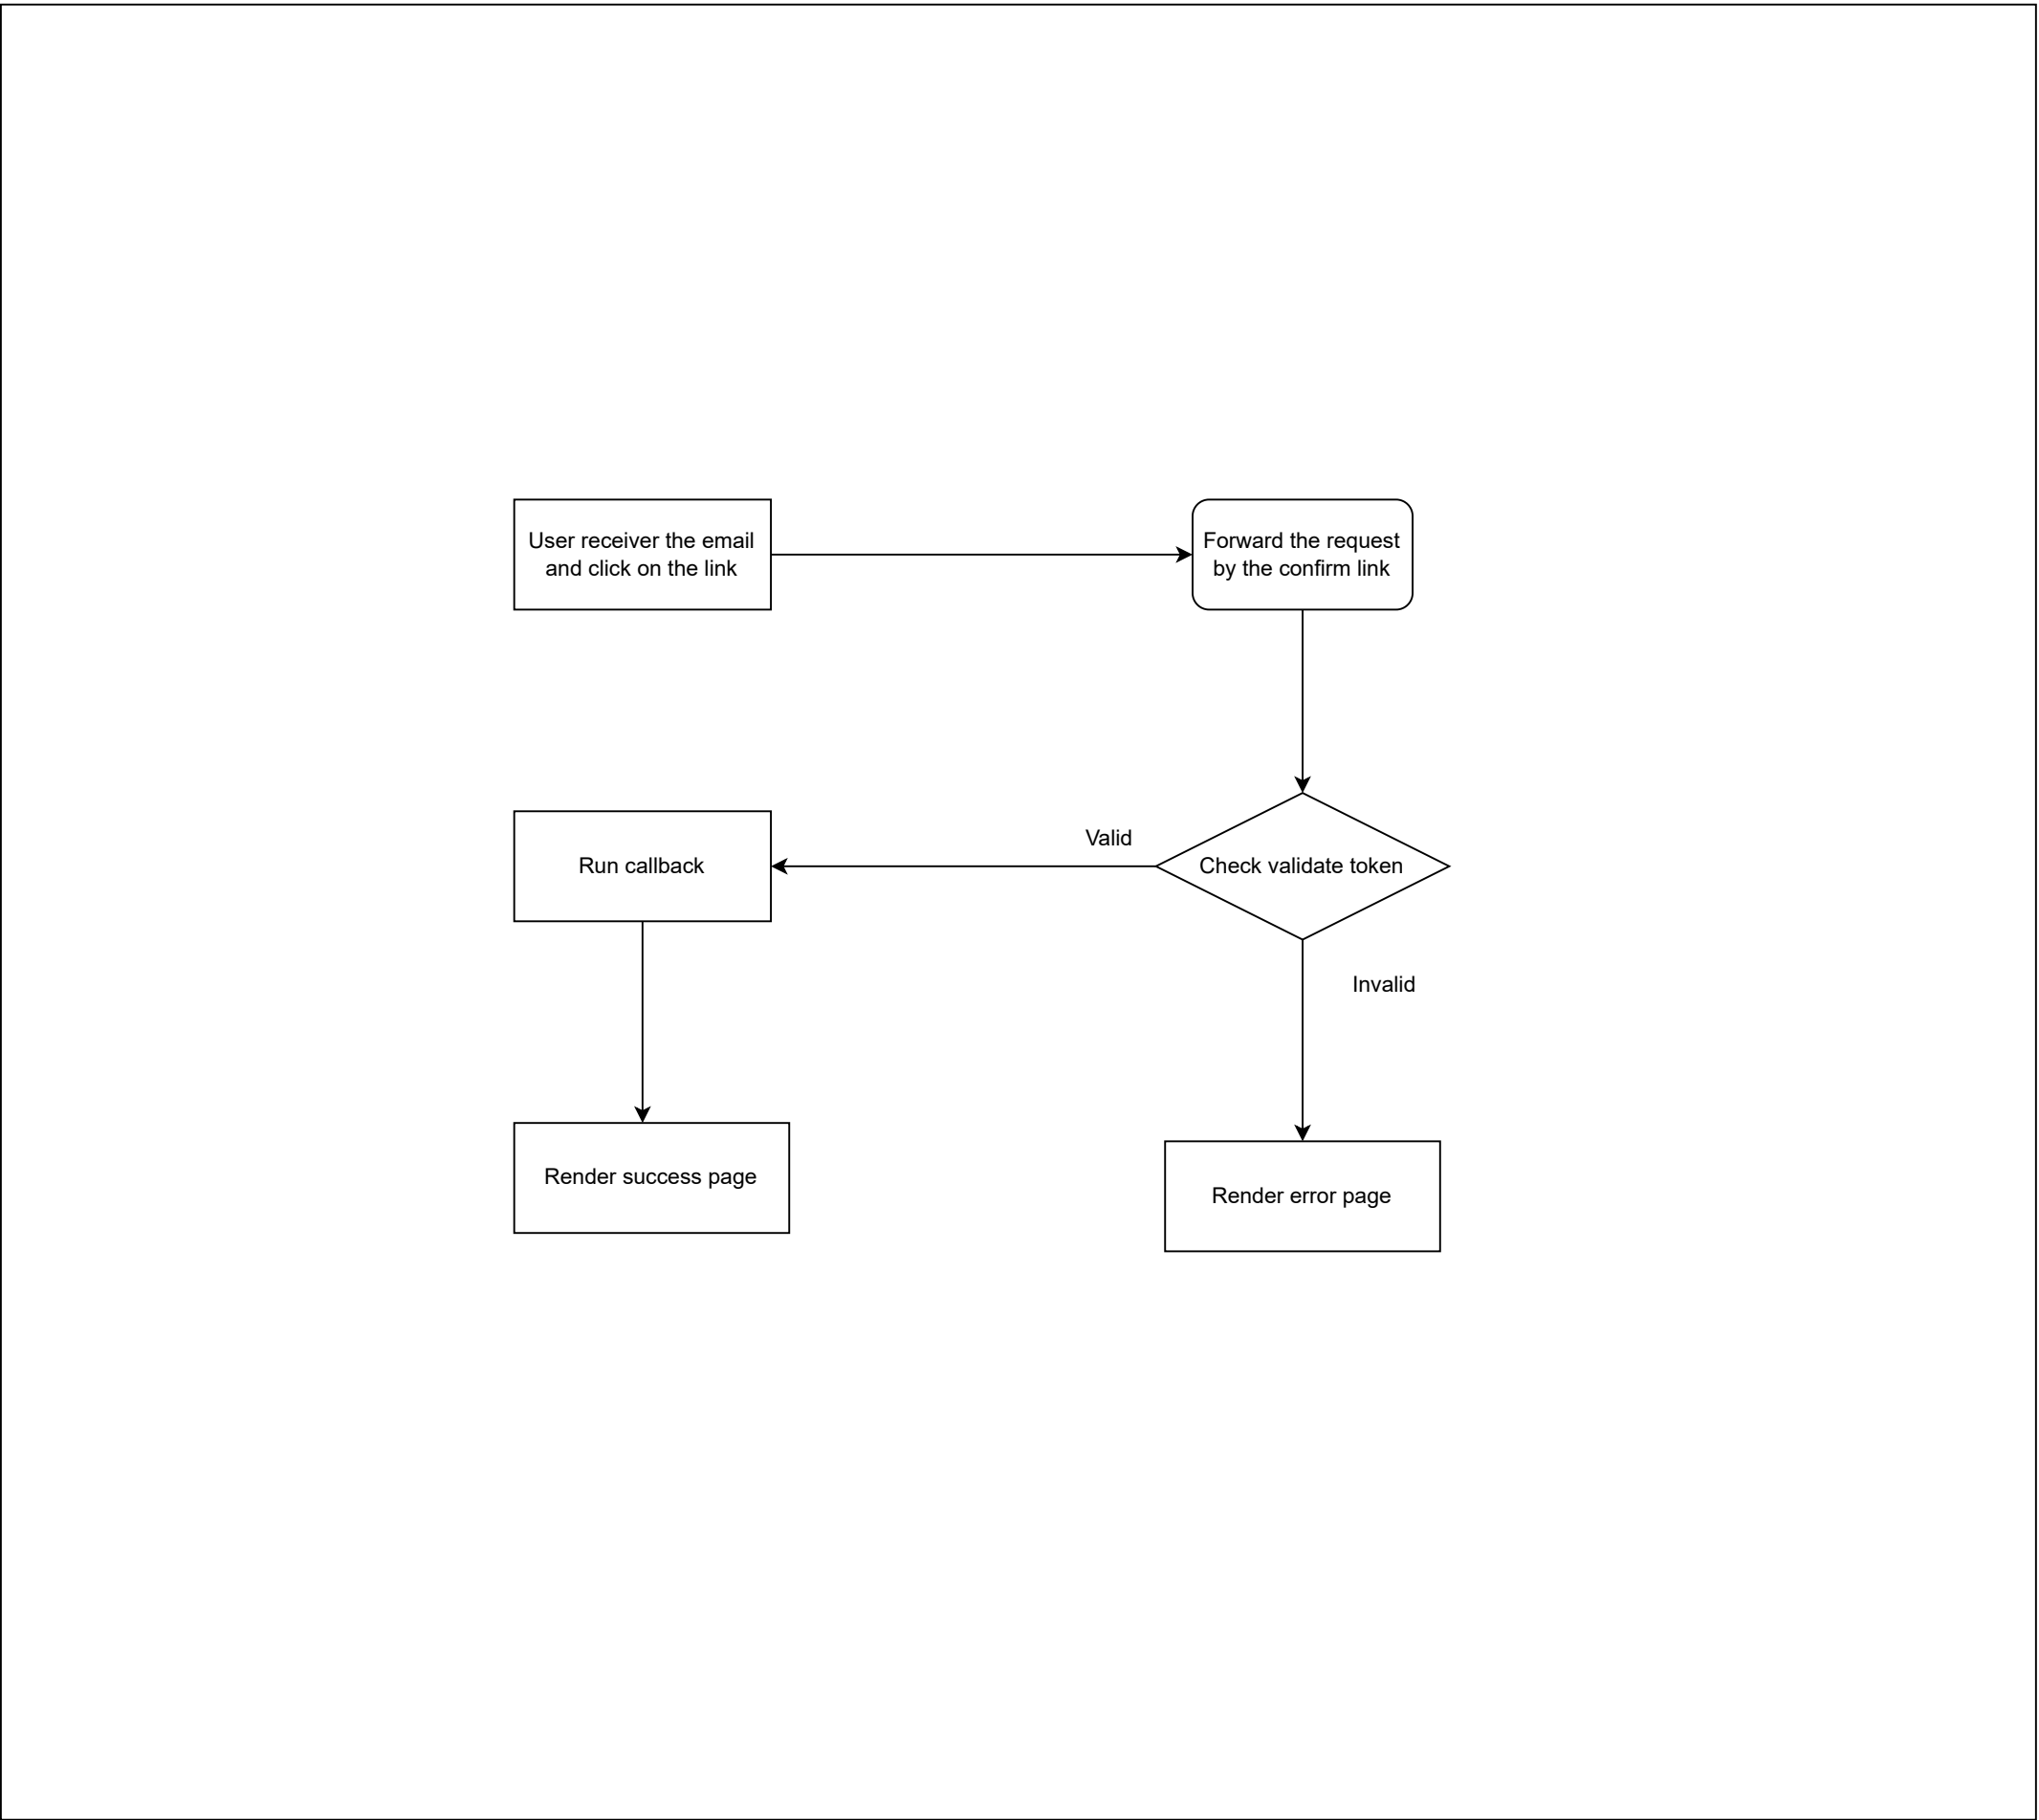 User receiver the email
and click on the link
Forward the request
by the confirm link
Valid
Run callback
Check validate token
Invalid
Render success page
Render error page